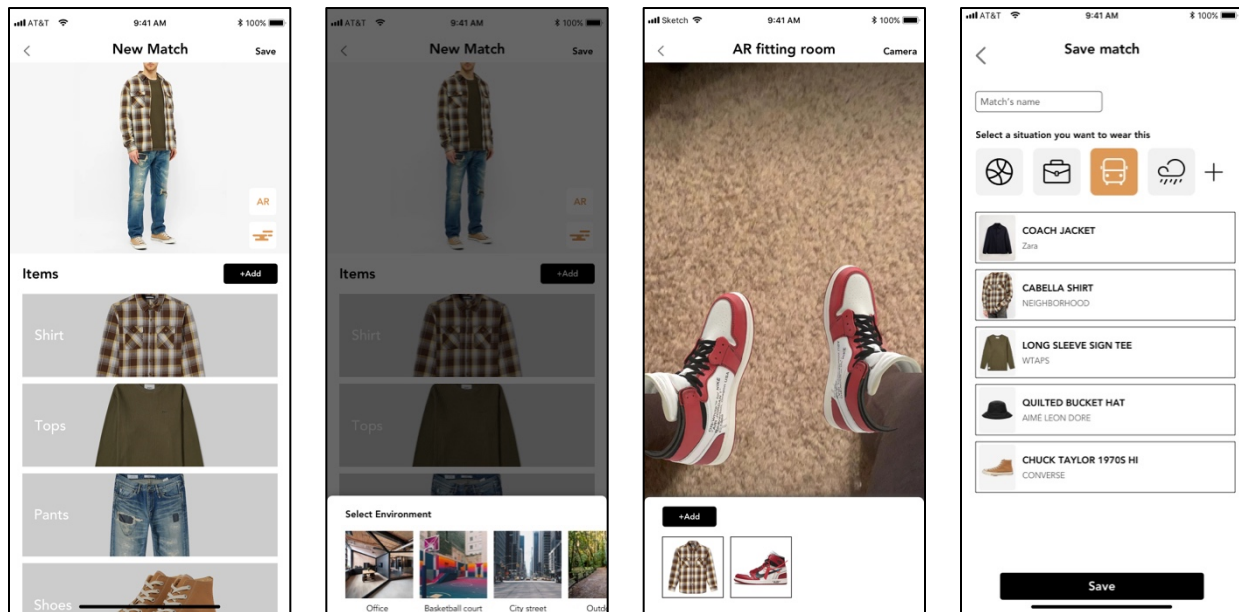 AT&T 9:41 AM 100%
New Match Save
AR
Items +Add
Shirt
Tops
Pants
Shoes
AT&T 9:41 AM 100%
New Match Save
AR
Items +Add
Shirt
Tops
Select Environment
Office Basketball court City street Outd
Sketch 9:41 AM 100%
AR fitting room Camera
+Add
AT&T 9:41 AM 100%
Save match
Match's name
Select a situation you want to wear this
COACH JACKET
Zara
CABELLA SHIRT
NEIGHBORHOOD
LONG SLEEVE SIGN TEE
WTAPS
QUILTED BUCKET HAT
AIMÉ LEON DORE
CHUCK TAYLOR 1970S HI
CONVERSE
Save